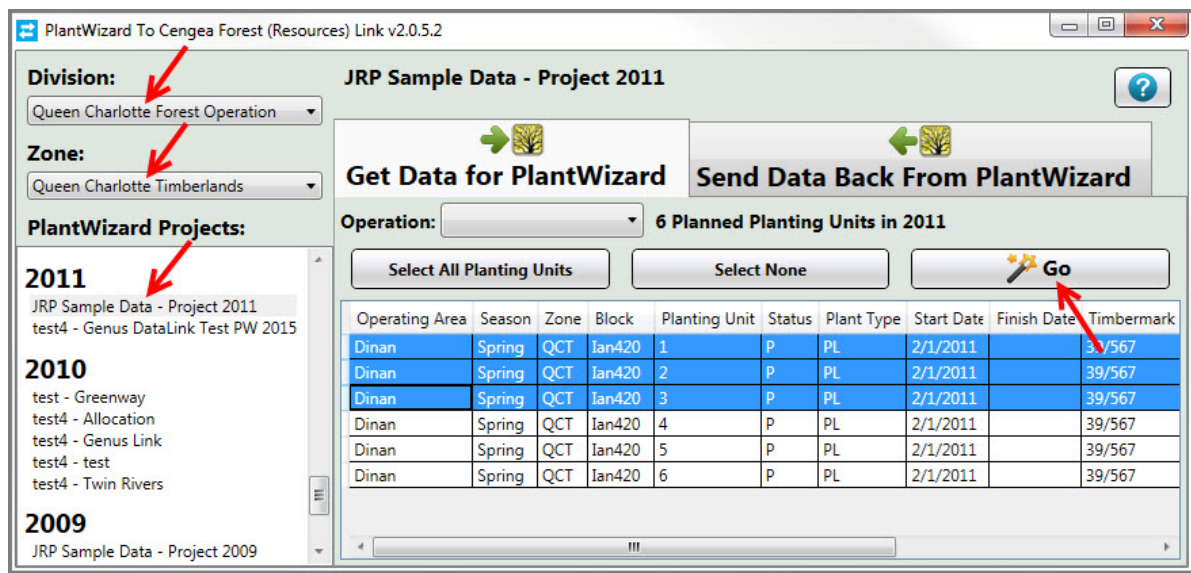 PlantWizard To Cengea Forest (Resources) Link v2.0.5.2
Division:
Queen Charlotte Forest Operation
Zone:
Queen Charlotte Timberlands
PlantWizard Projects:
2011
JRP Sample Data - Project 2011
test4 - Genus DataLink Test PW 2015
2010
test - Greenway
test4 - Allocation
test4 - Genus Link
test4 - test
test4 - Twin Rivers
2009
JRP Sample Data - Project 2009
JRP Sample Data - Project 2011
?
Get Data for PlantWizard
Send Data Back From PlantWizard
Operation: 6 Planned Planting Units in 2011
Select All Planting Units Select None Go
Operating Area Season Zone Block Planting Unit Status Plant Type Start Date Finish Date Timbermark
Dinan Spring QCT Ian420 1 P PL 2/1/2011 39/567
Dinan Spring QCT Ian420 2 P PL 2/1/2011 39/567
Dinan Spring QCT Ian420 3 P PL 2/1/2011 39/567
Dinan Spring QCT Ian420 4 P PL 2/1/2011 39/567
Dinan Spring QCT Ian420 5 P PL 2/1/2011 39/567
Dinan Spring QCT Ian420 6 P PL 2/1/2011 39/567